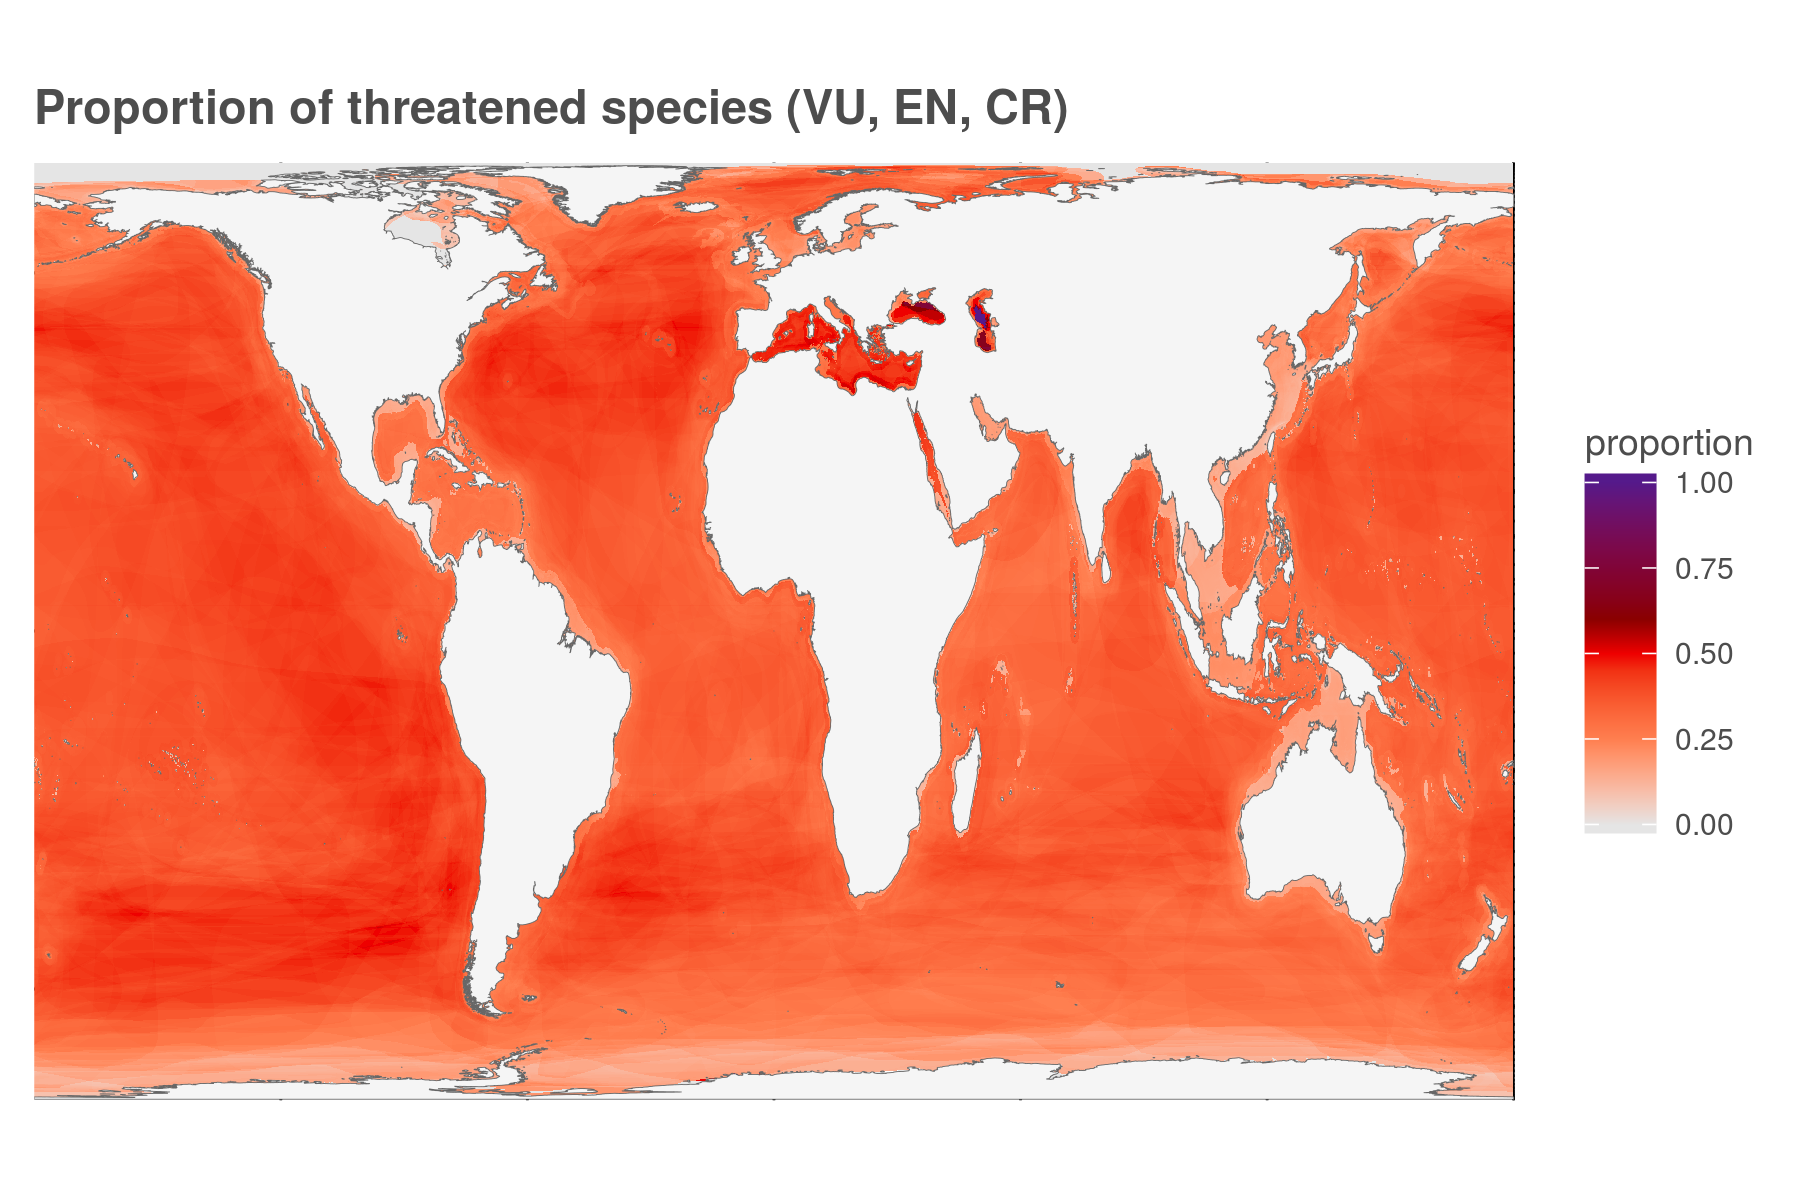 Proportion of threatened species (VU, EN, CR)
proportion
1.00
0.75
0.50
0.25
0.00